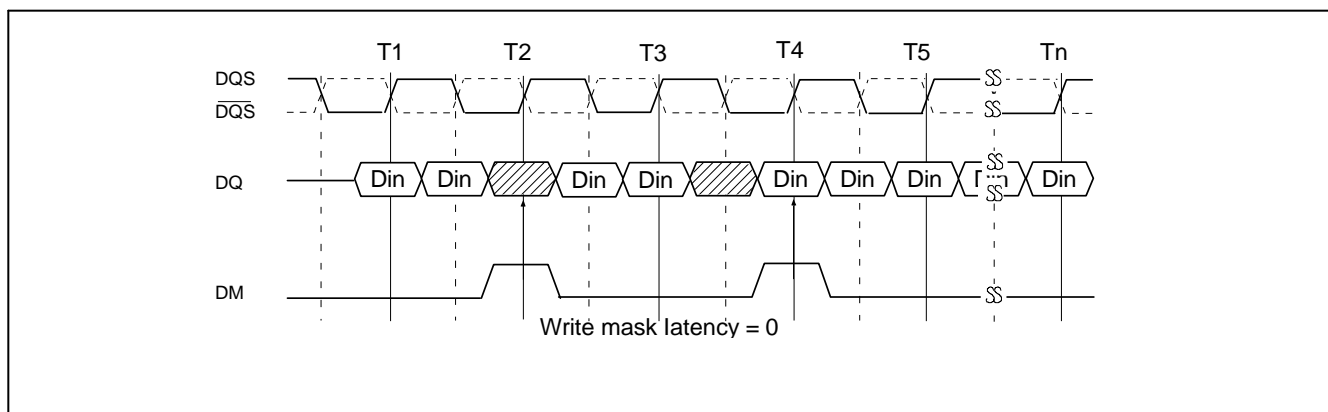 T1 T2 T3 T4 T5 Tn
DQS
DQS
DQ Din Din Din Din Din Din Din Din
DM
Write mask latency = 0